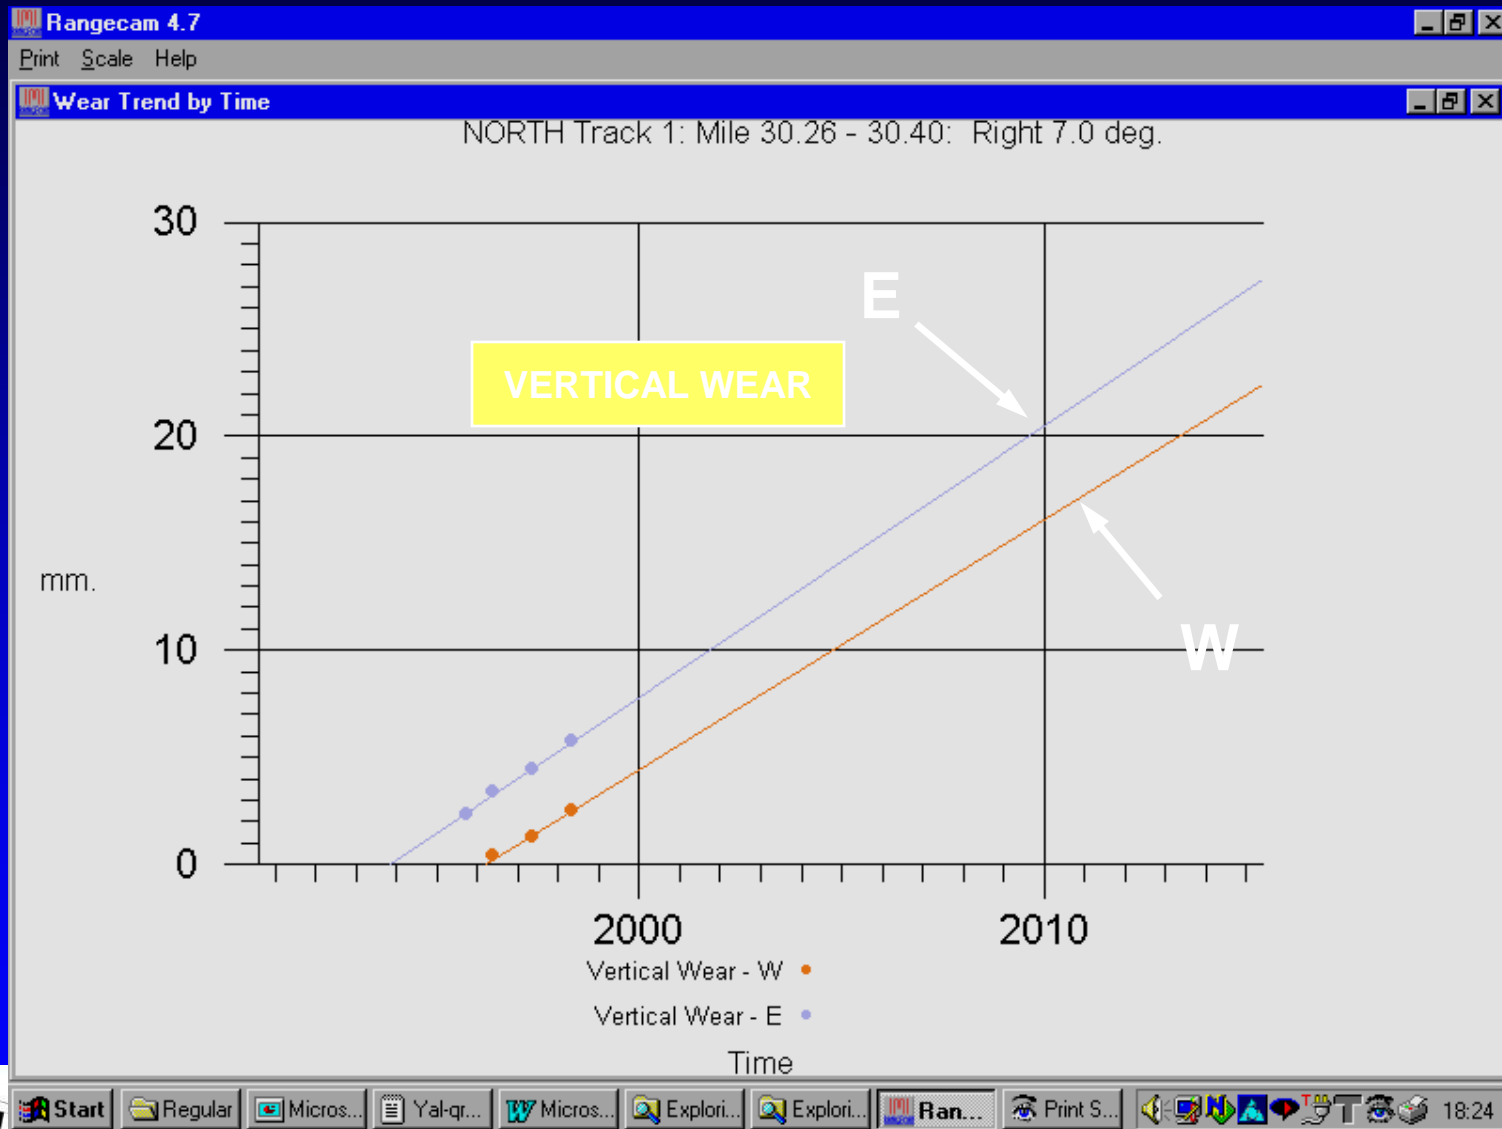 Rangecam 4.7
Print Scale Help
Wear Trend by Time
NORTH Track 1: Mile 30.26 - 30.40: Right 7.0 deg.
30
E
VERTICAL WEAR
20
mm.
W
10
0
2000 2010
Vertical Wear - W
Vertical Wear - E
Time
Start Regular Micros... Yal-qr... Micros... Explori... Explori... Ran... Print S... 18:24